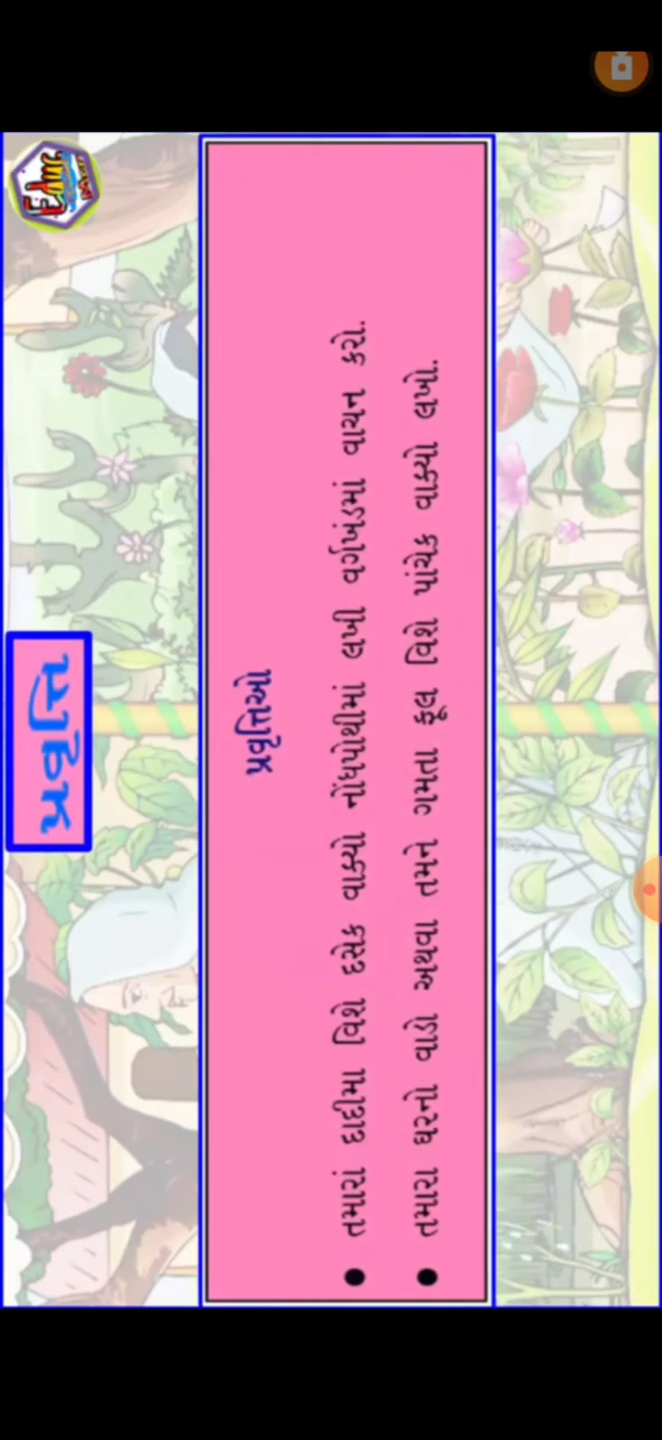 પ્રવૃત્તિ
પ્રવૃત્તિઓ
● તમારાં દાદીમા વિશે દસેક વાક્યો નોંધપોથીમાં લખી વર્ગખંડમાં વાચન કરો.
● તમારા ઘરનો વાડો અથવા તમને ગમતા ફૂલ વિશે પાંચેક વાક્યો લખો.